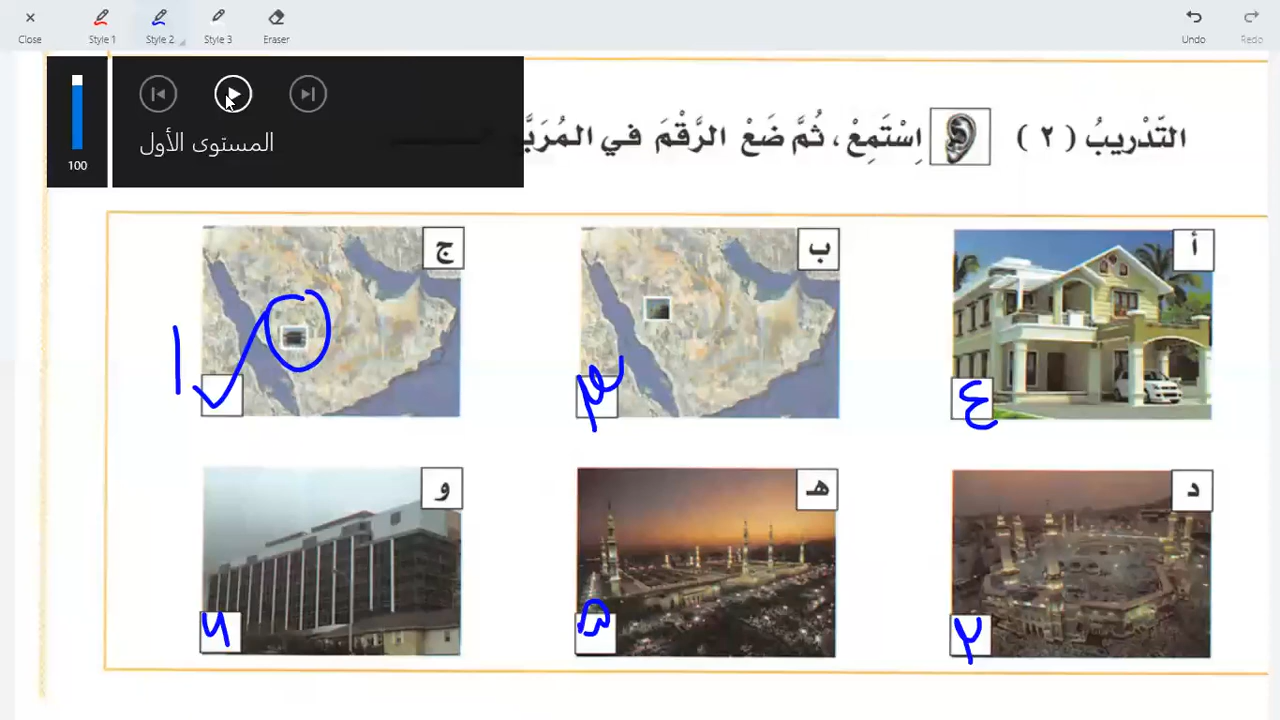 Close Style 1 Style 2 Style 3 Eraser Undo Redo
100
المستوى الأول
التَّدْرِيبُ ( ٢ ) اِسْتَمِعْ ، ثُمَّ ضَعْ الرَّقْمَ في
أ ب ج
٤ ٣ ١
د هـ و
٢ ٥ ٦